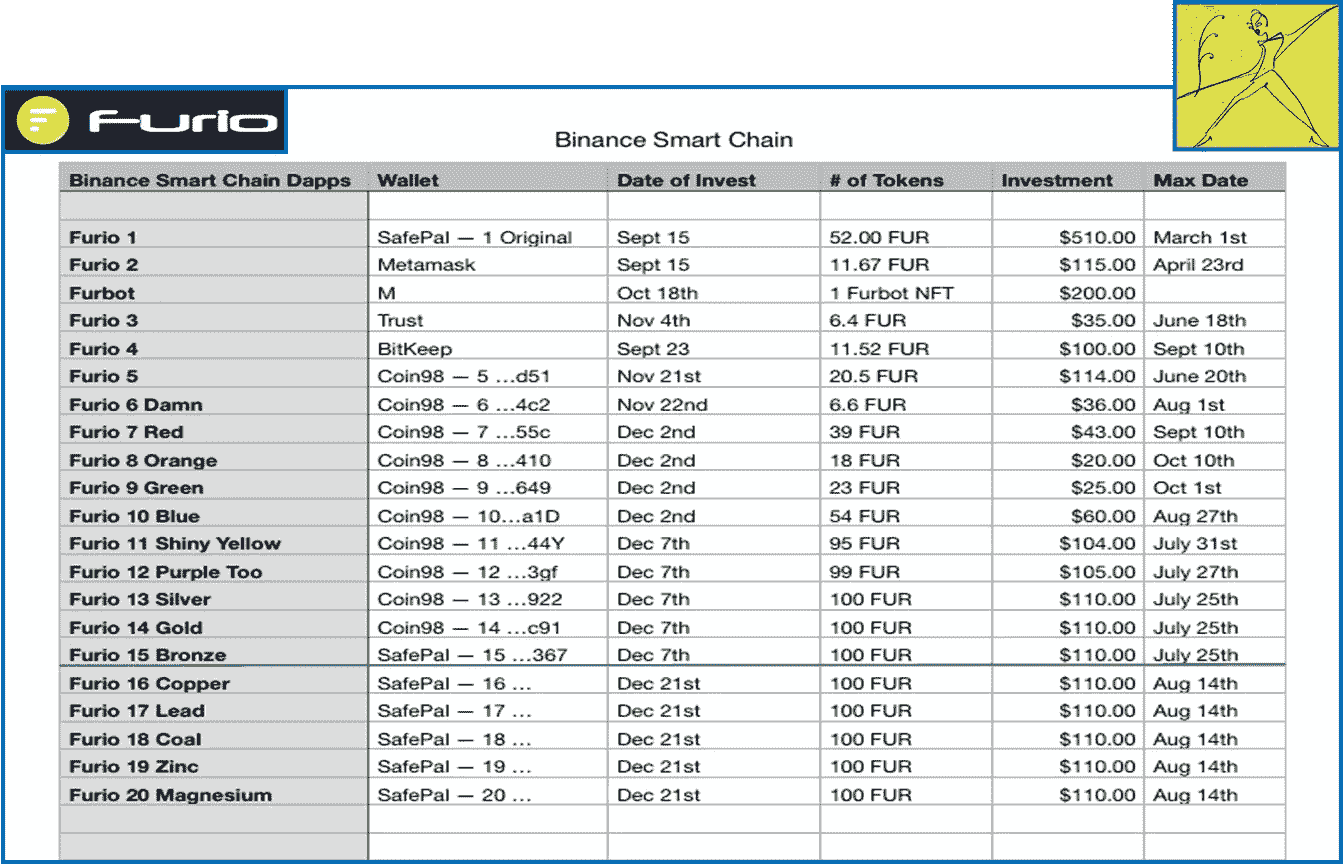 Furio
Binance Smart Chain
Binance Smart Chain Dapps Wallet Date of Invest # of Tokens Investment Max Date
Furio 1 SafePal — 1 Original Sept 15 52.00 FUR $510.00 March 1st
Furio 2 Metamask Sept 15 11.67 FUR $115.00 April 23rd
Furbot M Oct 18th 1 Furbot NFT $200.00
Furio 3 Trust Nov 4th 6.4 FUR $35.00 June 18th
Furio 4 BitKeep Sept 23 11.52 FUR $100.00 Sept 10th
Furio 5 Coin98 — 5 ...d51 Nov 21st 20.5 FUR $114.00 June 20th
Furio 6 Damn Coin98 — 6 ...4c2 Nov 22nd 6.6 FUR $36.00 Aug 1st
Furio 7 Red Coin98 — 7 ...55c Dec 2nd 39 FUR $43.00 Sept 10th
Furio 8 Orange Coin98 — 8 ...410 Dec 2nd 18 FUR $20.00 Oct 10th
Furio 9 Green Coin98 — 9 ...649 Dec 2nd 23 FUR $25.00 Oct 1st
Furio 10 Blue Coin98 — 10...a1D Dec 2nd 54 FUR $60.00 Aug 27th
Furio 11 Shiny Yellow Coin98 — 11 ...44Y Dec 7th 95 FUR $104.00 July 31st
Furio 12 Purple Too Coin98 — 12 ...3gf Dec 7th 99 FUR $105.00 July 27th
Furio 13 Silver Coin98 — 13 ...922 Dec 7th 100 FUR $110.00 July 25th
Furio 14 Gold Coin98 — 14 ...c91 Dec 7th 100 FUR $110.00 July 25th
Furio 15 Bronze SafePal — 15 ...367 Dec 7th 100 FUR $110.00 July 25th
Furio 16 Copper SafePal — 16 ... Dec 21st 100 FUR $110.00 Aug 14th
Furio 17 Lead SafePal — 17 ... Dec 21st 100 FUR $110.00 Aug 14th
Furio 18 Coal SafePal — 18 ... Dec 21st 100 FUR $110.00 Aug 14th
Furio 19 Zinc SafePal — 19 ... Dec 21st 100 FUR $110.00 Aug 14th
Furio 20 Magnesium SafePal — 20 ... Dec 21st 100 FUR $110.00 Aug 14th